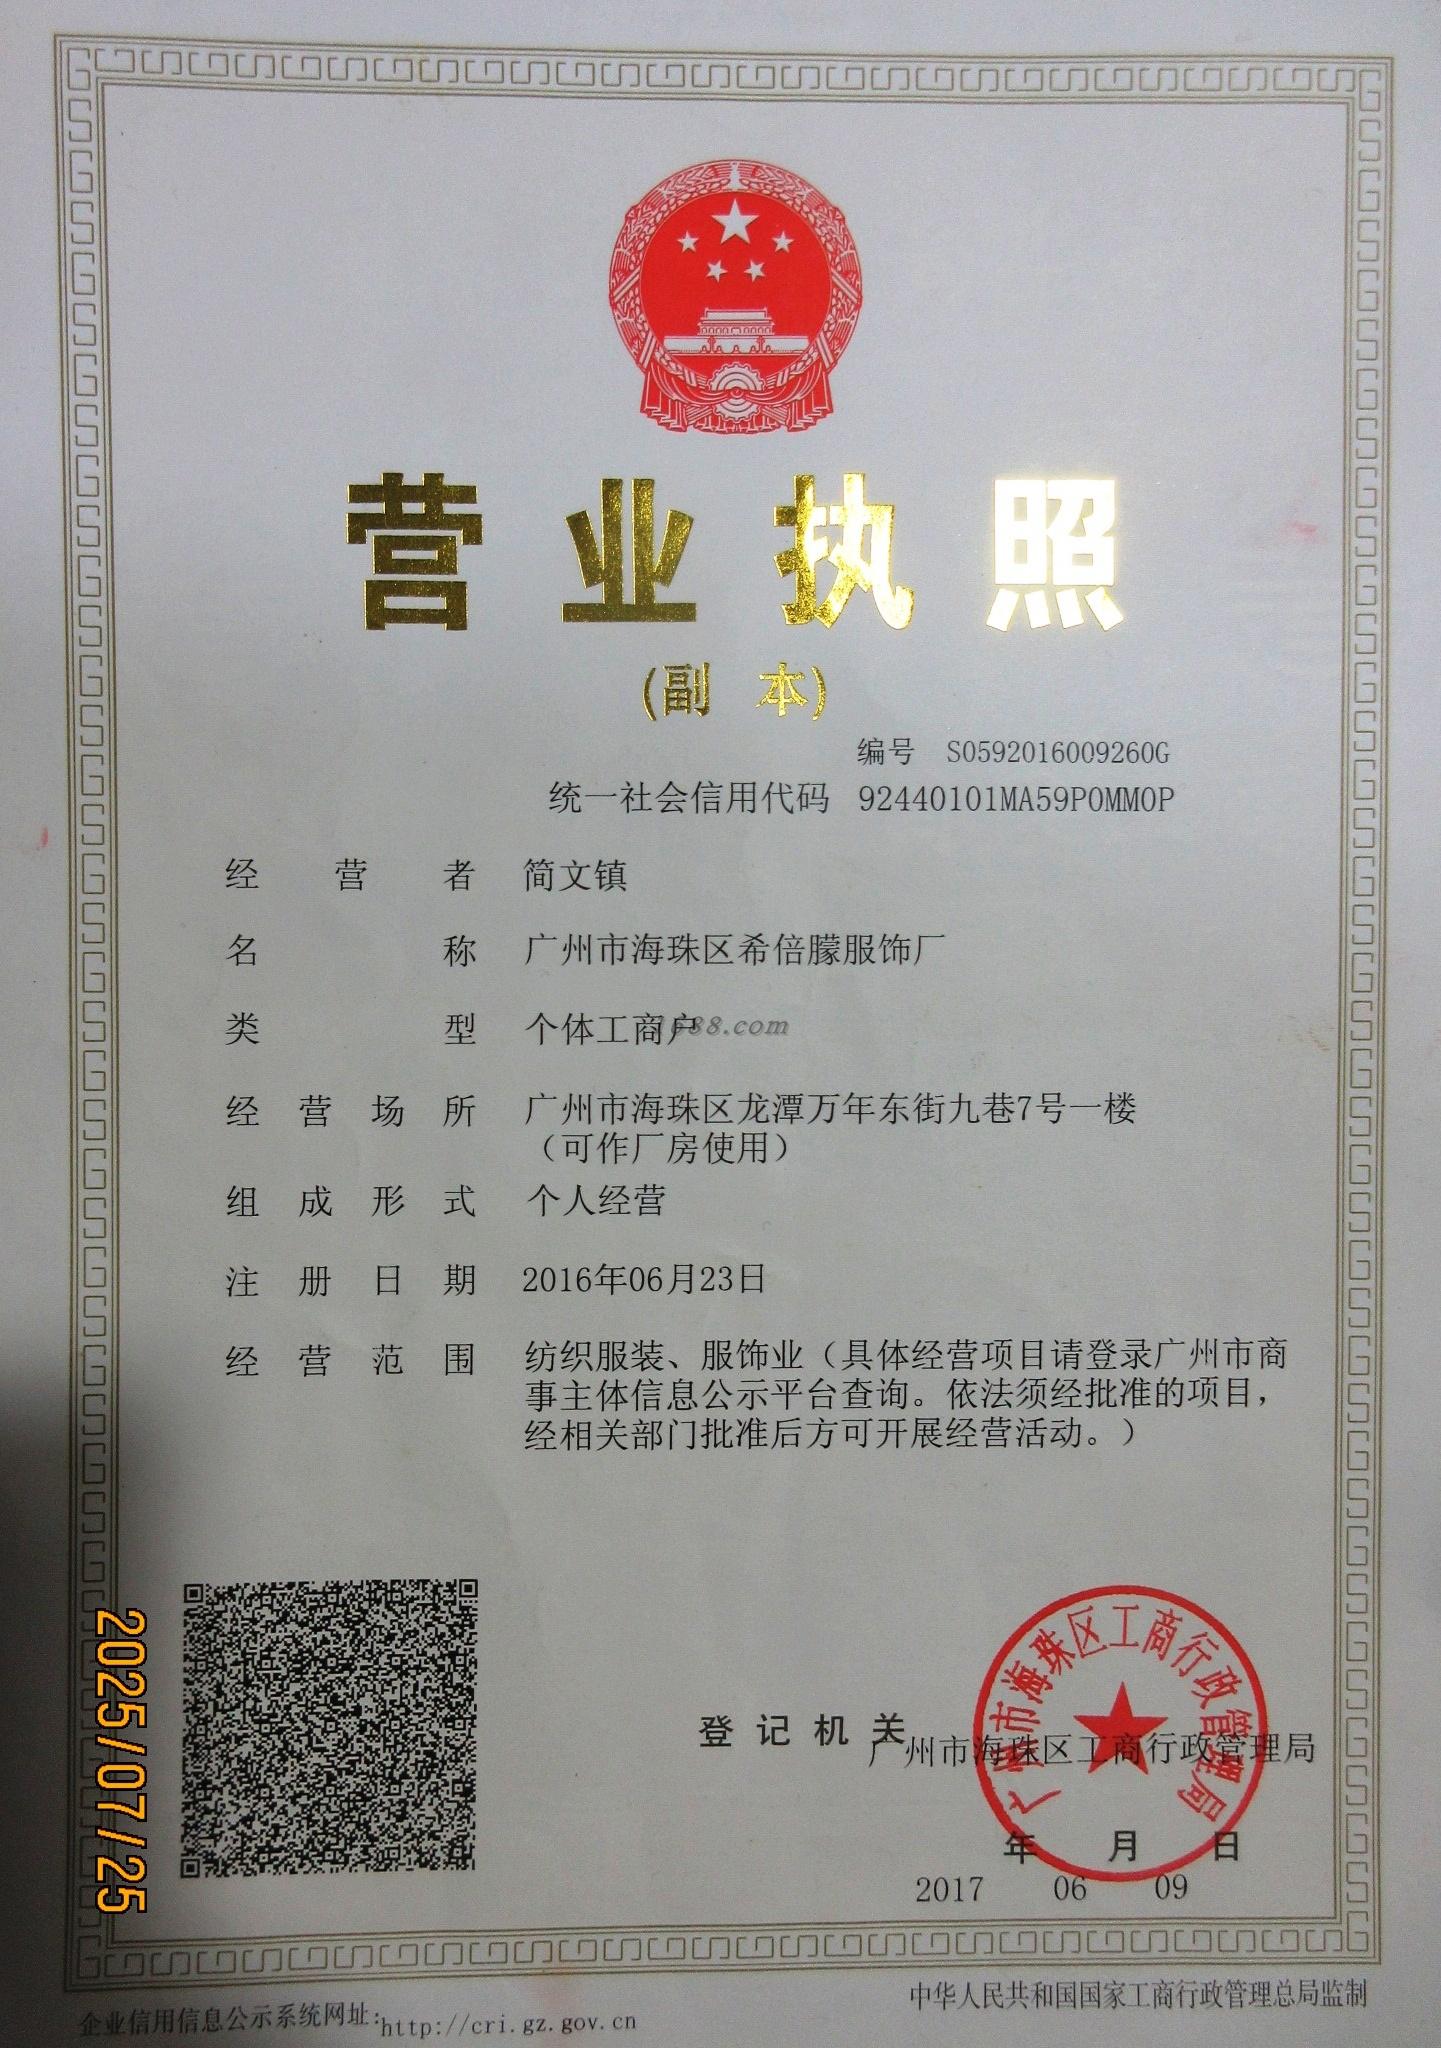 营业执照
(副 本)
编号 S0592016009260G
统一社会信用代码 92440101MA59P0MM0P
经营者 简文镇
名称 广州市海珠区希倍朦服饰厂
类型 个体工商户
1688.com
经营场所 广州市海珠区龙潭万年东街九巷7号一楼
（可作厂房使用）
组成形式 个人经营
注册日期 2016年06月23日
经营范围 纺织服装、服饰业（具体经营项目请登录广州市商
事主体信息公示平台查询。依法须经批准的项目，
经相关部门批准后方可开展经营活动。）
2025/07/25
广州市海珠区工商行政管理局
登记机关
广州市海珠区工商行政管理局
年 月 日
2017 06 09
企业信用信息公示系统网址：http://cri.gz.gov.cn
中华人民共和国国家工商行政管理总局监制